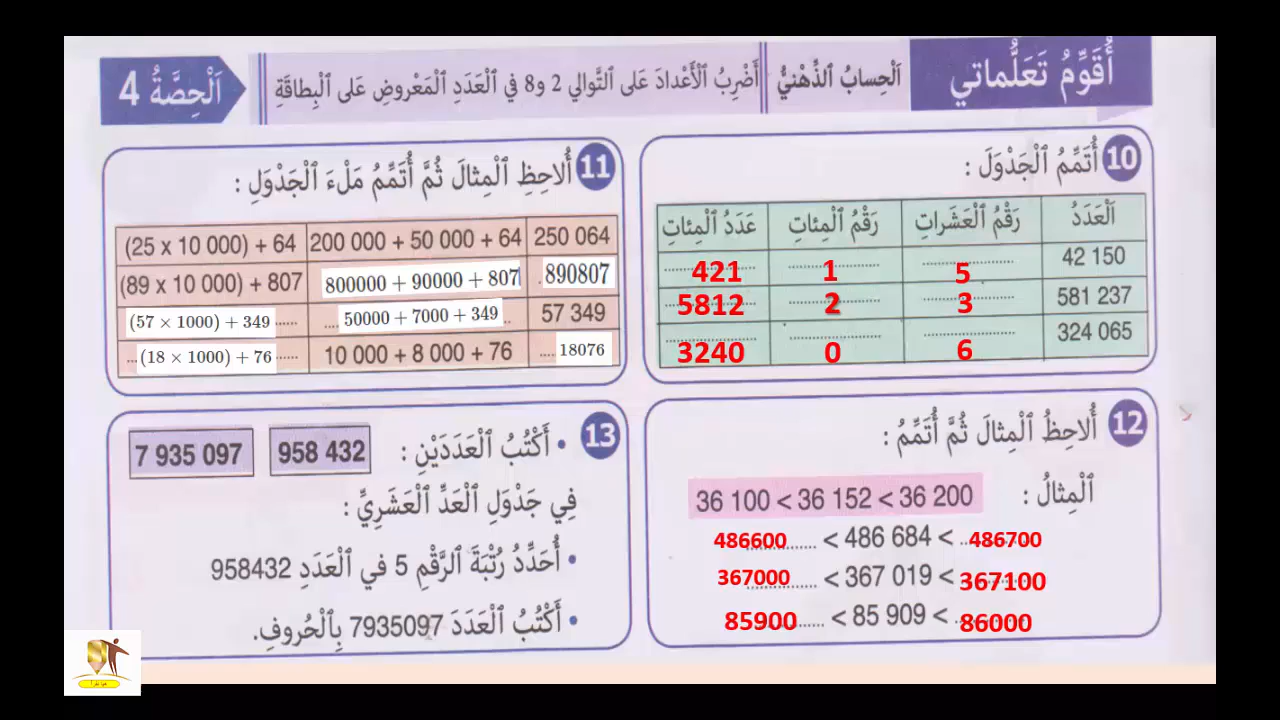 أُقَوِّمُ تَعَلُّماتي
اَلْحِسابُ الذِّهْنيُّ أَضْرِبُ الْأَعْدادَ عَلى التَّوالي 2 و8 في الْعَدَدِ الْمَعْروضِ عَلى الْبِطاقَةِ
اَلْحِصَّةُ 4
10 أُتَمِّمُ الْجَدْوَلَ :
اَلْعَدَدُ رَقْمُ الْعَشَراتِ رَقْمُ الْمِئاتِ عَدَدُ الْمِئاتِ
42 150 5 1 421
581 237 3 2 5812
324 065 6 0 3240
11 أُلاحِظِ الْمِثالَ ثُمَّ أُتَمِّمُ مَلْءَ الْجَدْوَلِ :
(25 x 10 000) + 64 200 000 + 50 000 + 64 250 064
(89 x 10 000) + 807 800000 + 90000 + 807 890807
(57 × 1000) + 349 50000 + 7000 + 349 57 349
(18 × 1000) + 76 10 000 + 8 000 + 76 18076
12 أُلاحِظُ الْمِثالَ ثُمَّ أُتَمِّمُ :
اَلْمِثالُ : 36 100 < 36 152 < 36 200
486600 < 486 684 < 486700
367000 < 367 019 < 367100
85900 < 85 909 < 86000
13 • أَكْتُبُ الْعَدَدَيْنِ : 958 432 7 935 097
فِي جَدْوَلِ الْعَدِّ الْعَشَرِيِّ :
• أُحَدِّدُ رُتْبَةَ الرَّقْمِ 5 في الْعَدَدِ 958432
• أَكْتُبُ الْعَدَدَ 7935097 بِالْحُروفِ.